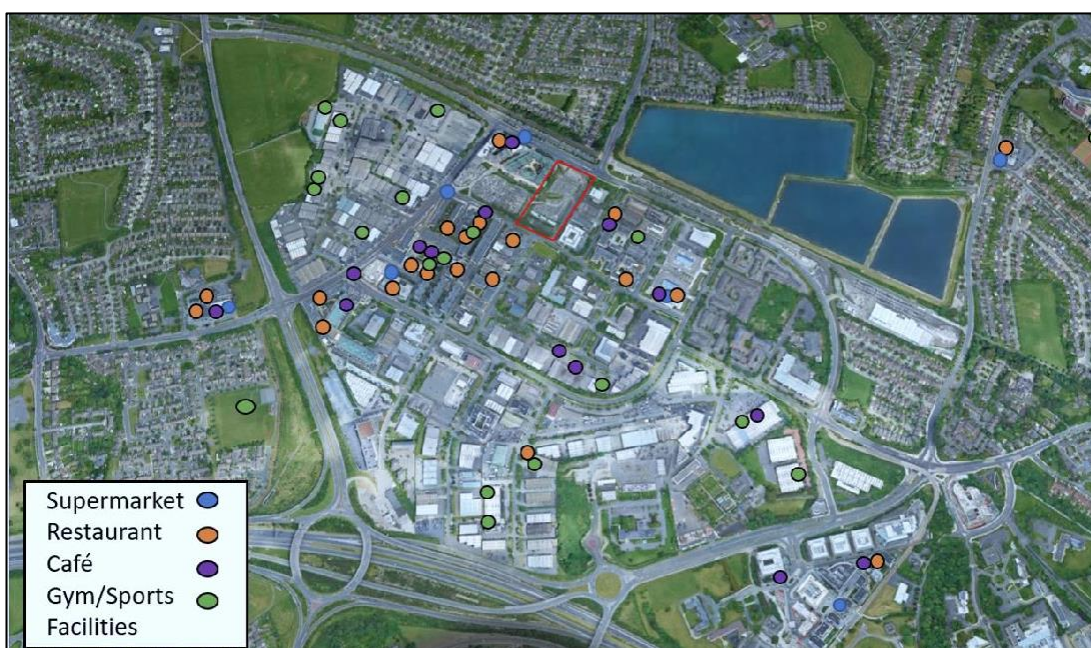 Supermarket
Restaurant
Café
Gym/Sports
Facilities